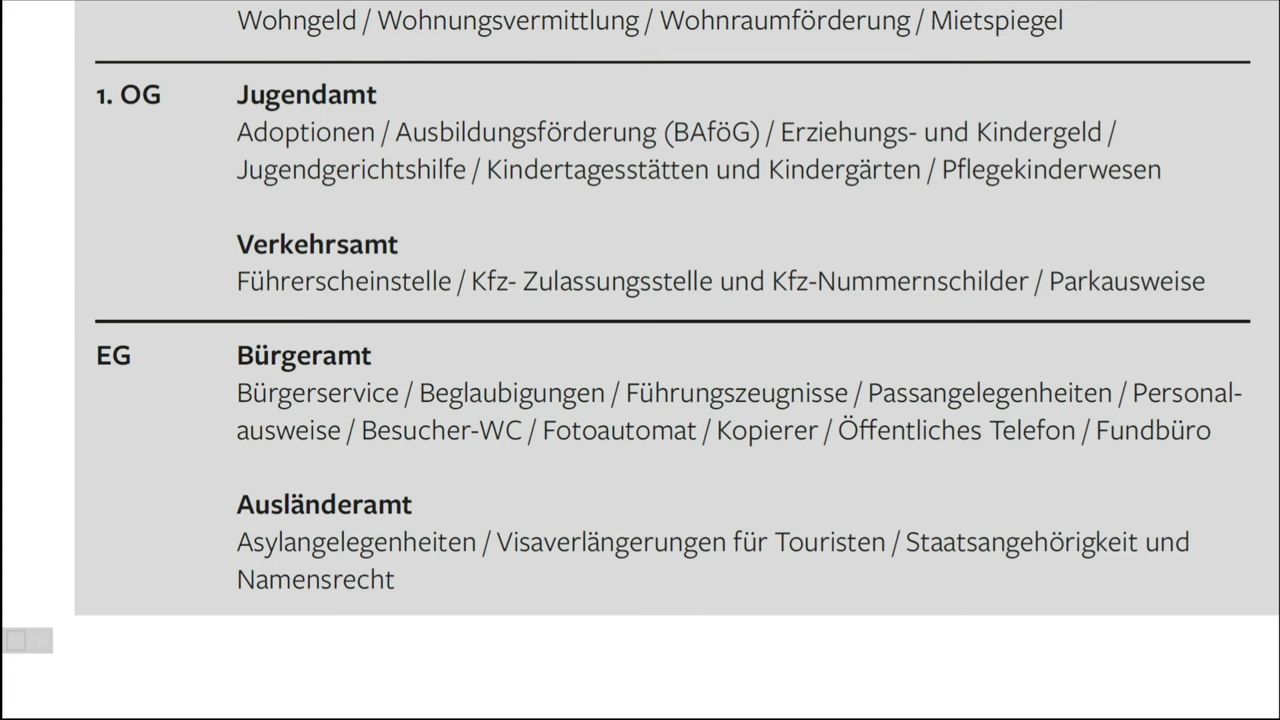 Wohngeld / Wohnungsvermittlung / Wohnraumförderung / Mietspiegel
1. OG Jugendamt
Adoptionen / Ausbildungsförderung (BAföG) / Erziehungs- und Kindergeld /
Jugendgerichtshilfe / Kindertagesstätten und Kindergärten / Pflegekinderwesen
Verkehrsamt
Führerscheinstelle / Kfz- Zulassungsstelle und Kfz-Nummernschilder / Parkausweise
EG Bürgeramt
Bürgerservice / Beglaubigungen / Führungszeugnisse / Passangelegenheiten / Personal-
ausweise / Besucher-WC / Fotoautomat / Kopierer / Öffentliches Telefon / Fundbüro
Ausländeramt
Asylangelegenheiten / Visaverlängerungen für Touristen / Staatsangehörigkeit und
Namensrecht